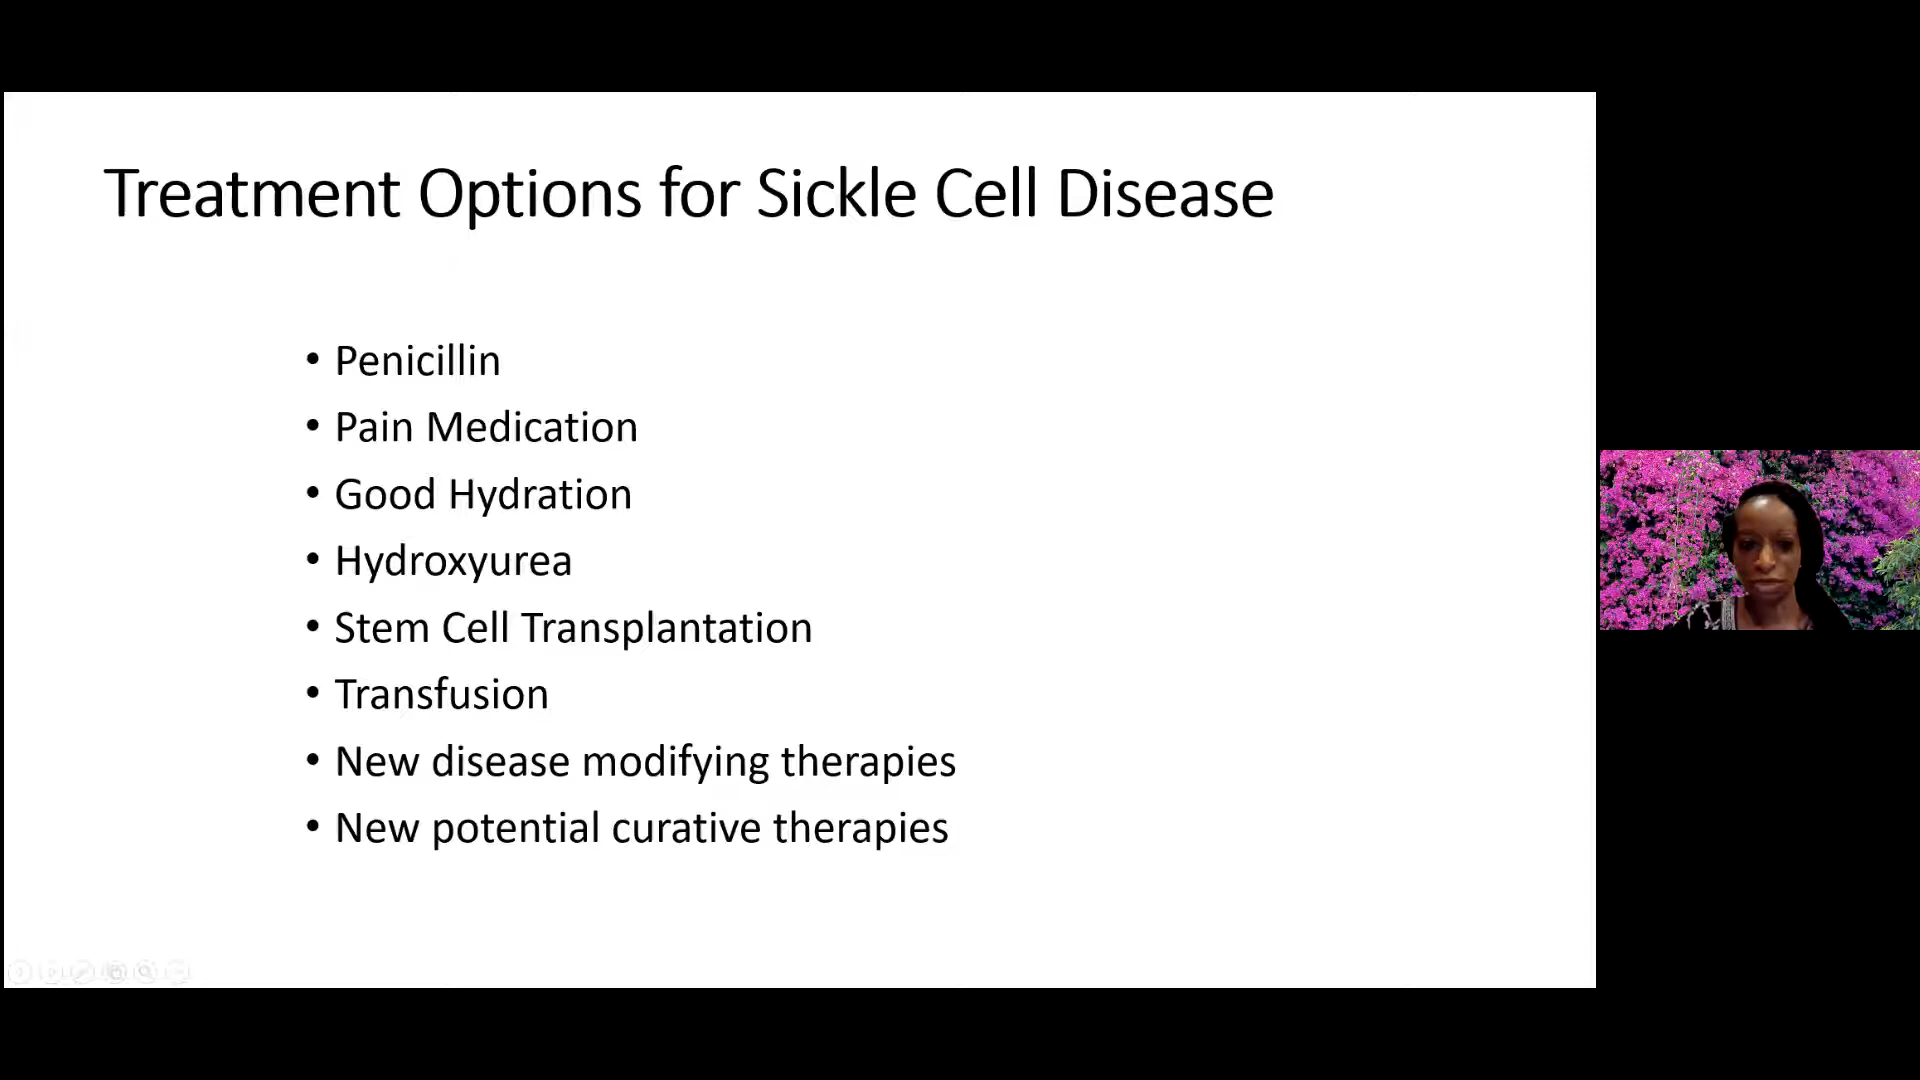 Treatment Options for Sickle Cell Disease
• Penicillin
• Pain Medication
• Good Hydration
• Hydroxyurea
• Stem Cell Transplantation
• Transfusion
• New disease modifying therapies
• New potential curative therapies